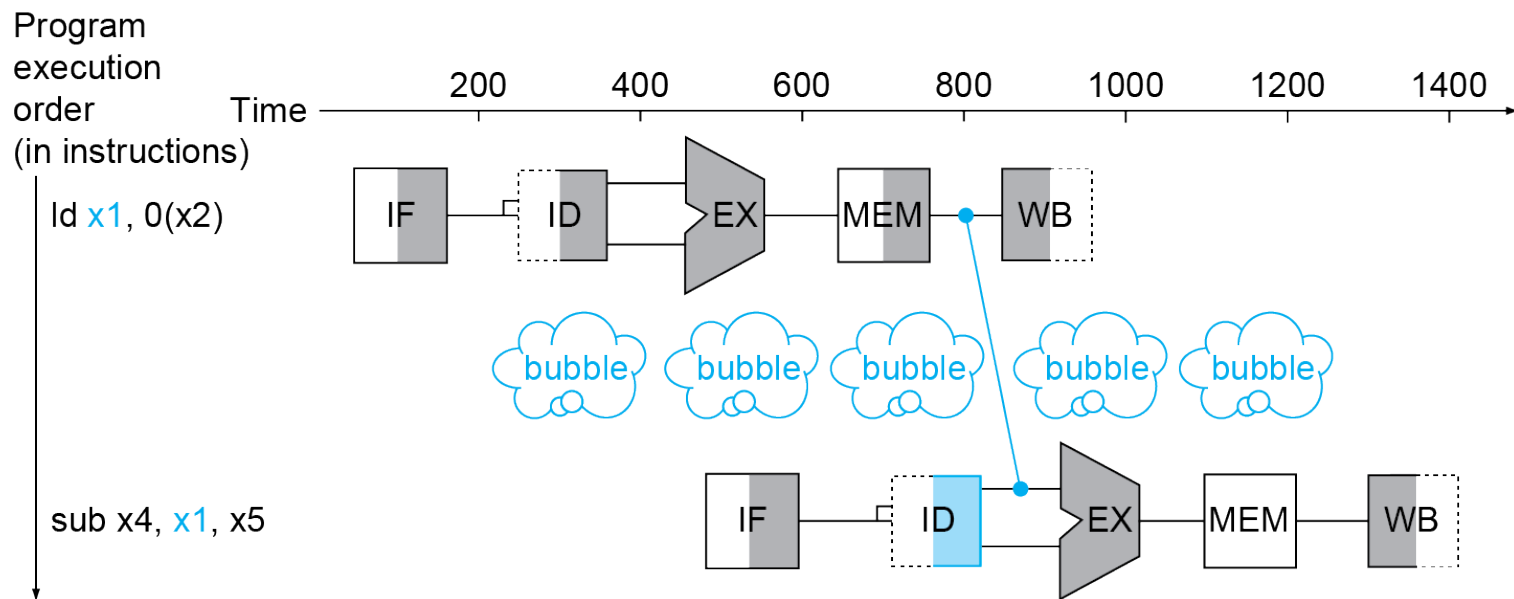 Program
execution
order
(in instructions)
Time
200 400 600 800 1000 1200 1400
ld x1, 0(x2)
IF ID EX MEM WB
bubble bubble bubble bubble bubble
sub x4, x1, x5
IF ID EX MEM WB